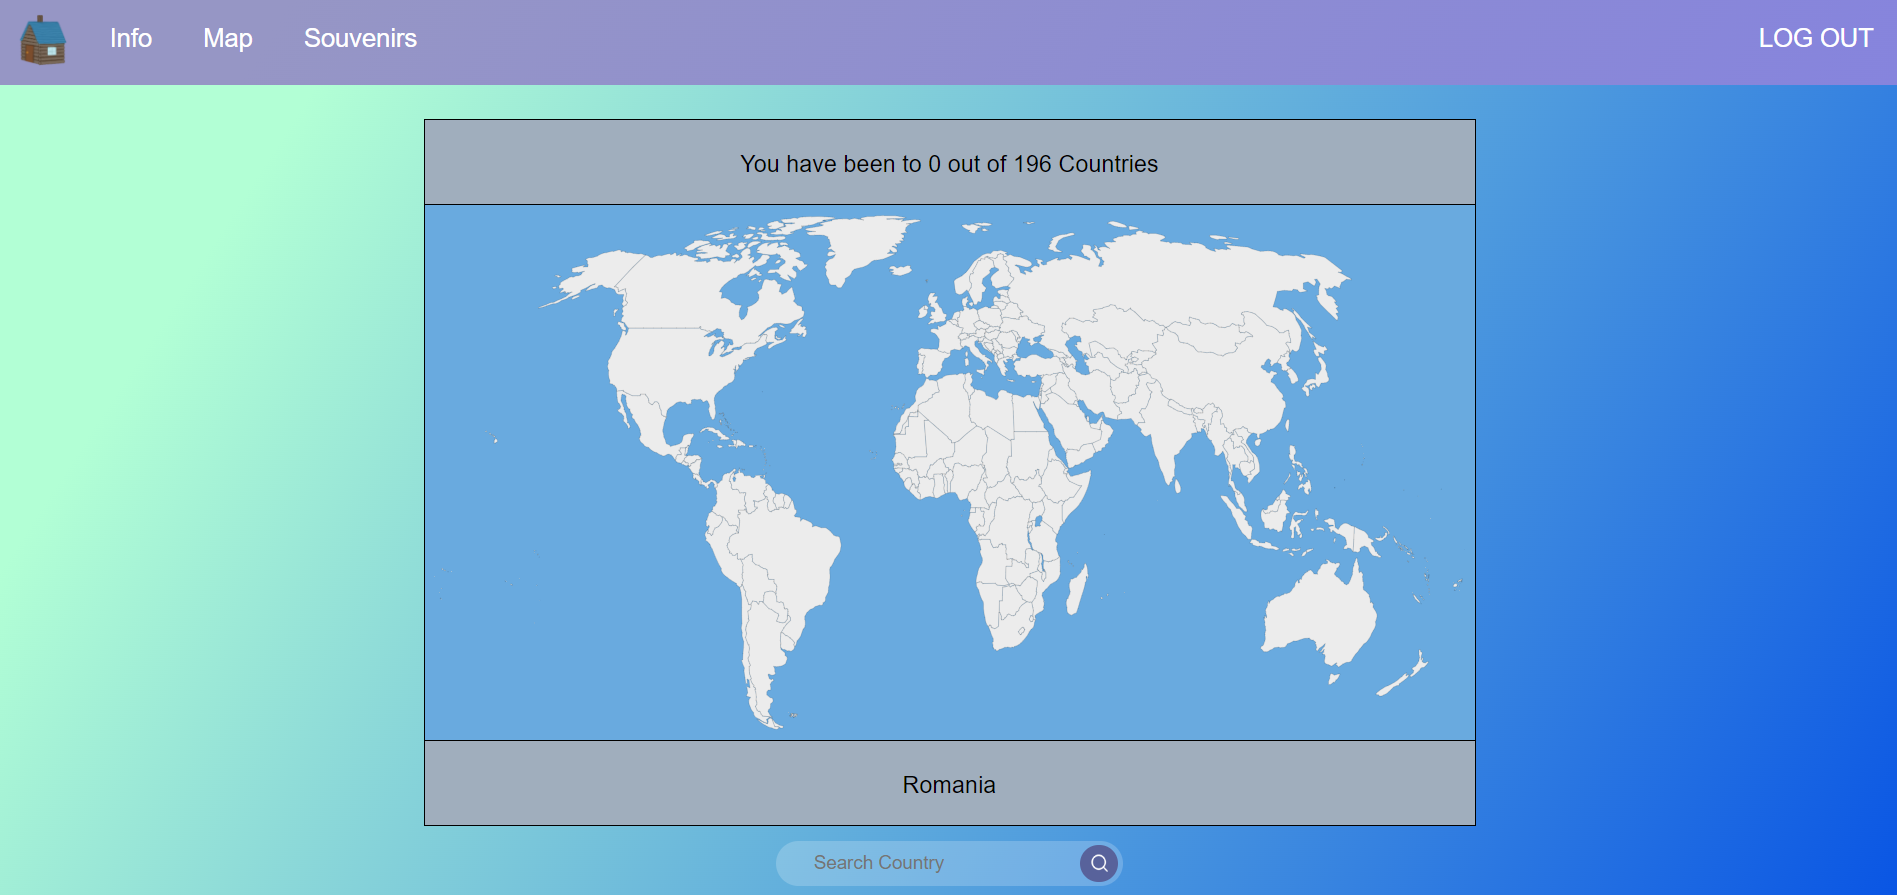 Info
Map
Souvenirs
LOG OUT
You have been to 0 out of 196 Countries
Romania
Search Country